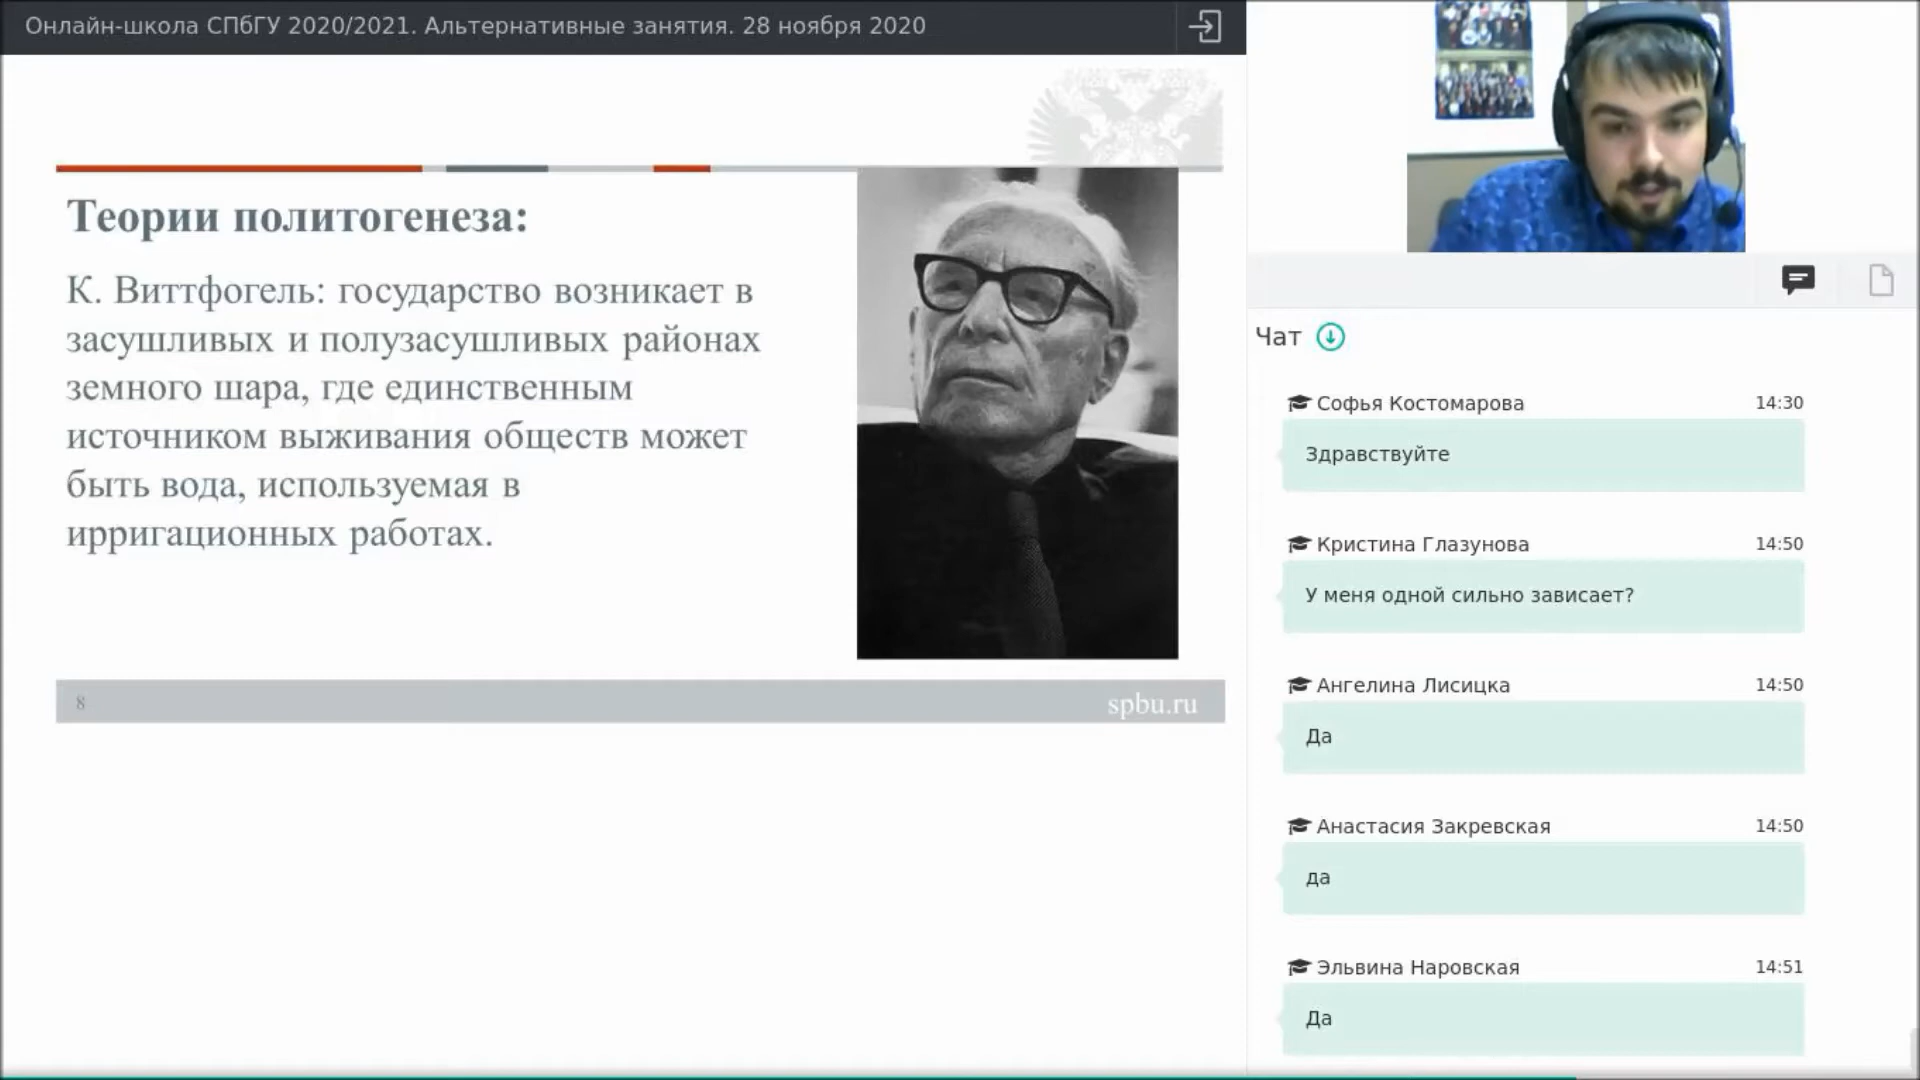 Онлайн-школа СПбГУ 2020/2021. Альтернативные занятия. 28 ноября 2020
Теории политогенеза:
К. Виттфогель: государство возникает в
засушливых и полузасушливых районах
земного шара, где единственным
источником выживания обществ может
быть вода, используемая в
ирригационных работах.
8
spbu.ru
Чат
Софья Костомарова
14:30
Здравствуйте
Кристина Глазунова
14:50
У меня одной сильно зависает?
Ангелина Лисицка
14:50
Да
Анастасия Закревская
14:50
да
Эльвина Наровская
14:51
Да